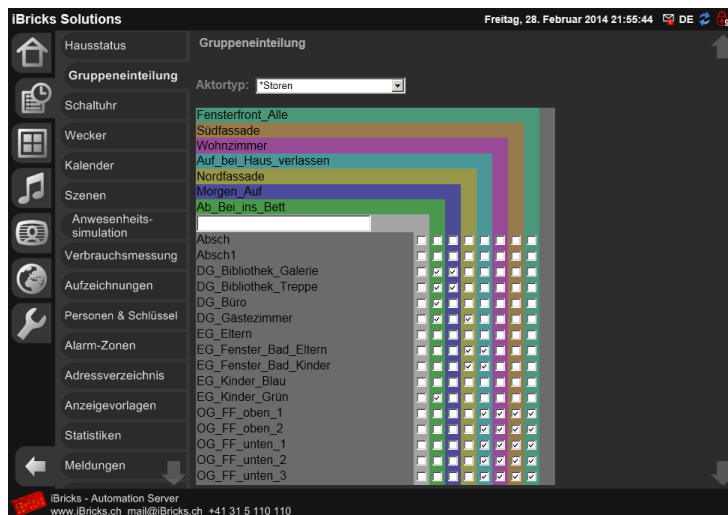 iBricks Solutions
Freitag, 28. Februar 2014 21:55:44 DE
Hausstatus
Gruppeneinteilung
Schaltuhr
Wecker
Kalender
Szenen
Anwesenheits-
simulation
Verbrauchsmessung
Aufzeichnungen
Personen & Schlüssel
Alarm-Zonen
Adressverzeichnis
Anzeigevorlagen
Statistiken
Meldungen
Gruppeneinteilung
Aktortyp: *Storen
Fensterfront_Alle
Südfassade
Wohnzimmer
Auf_bei_Haus_verlassen
Nordfassade
Morgen_Auf
Ab_Bei_ins_Bett
Absch
Absch1
DG_Bibliothek_Galerie
DG_Bibliothek_Treppe
DG_Büro
DG_Gästezimmer
EG_Eltern
EG_Fenster_Bad_Eltern
EG_Fenster_Bad_Kinder
EG_Kinder_Blau
EG_Kinder_Grün
OG_FF_oben_1
OG_FF_oben_2
OG_FF_unten_1
OG_FF_unten_2
OG_FF_unten_3
iBricks - Automation Server
www.iBricks.ch mail@iBricks.ch +41 31 5 110 110